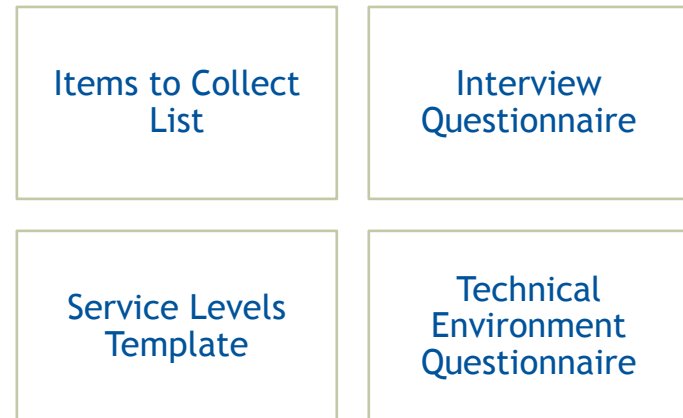 Items to Collect
List
Interview
Questionnaire
Service Levels
Template
Technical
Environment
Questionnaire